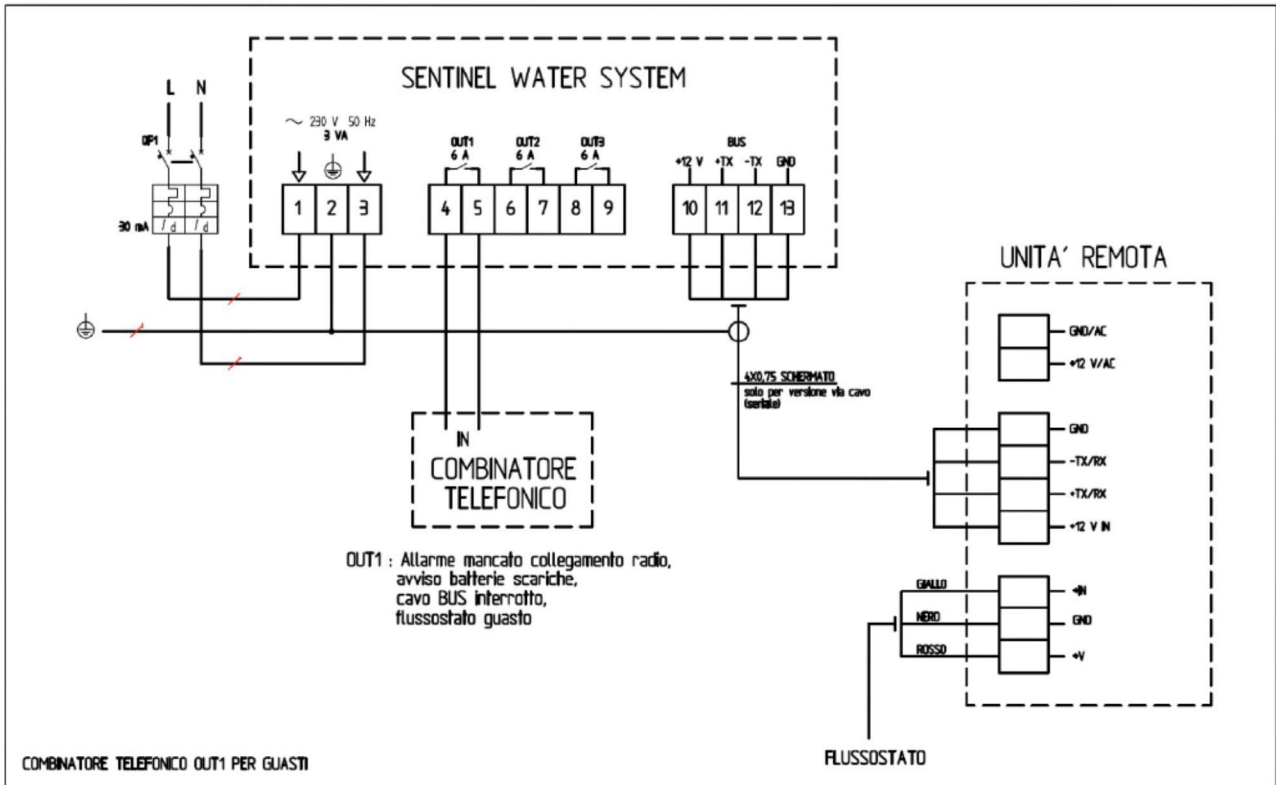 SENTINEL WATER SYSTEM
L N
QF1
30 mA
I d I d
~ 230 V 50 Hz
3 VA
1 2 3
OUT1 OUT2 OUT3
6 A 6 A 6 A
4 5 6 7 8 9
BUS
+12 V +TX -TX GND
10 11 12 13
UNITA' REMOTA
GND/AC
+12 V/AC
4X0,75 SCHERMATO
solo per versione via cavo
(seriale)
GND
-TX/RX
+TX/RX
+12 V IN
IN
COMBINATORE
TELEFONICO
OUT1 : Allarme mancato collegamento radio,
avviso batterie scariche,
cavo BUS interrotto,
flussostato guasto
GIALLO +IN
NERO GND
ROSSO +V
FLUSSOSTATO
COMBINATORE TELEFONICO OUT1 PER GUASTI